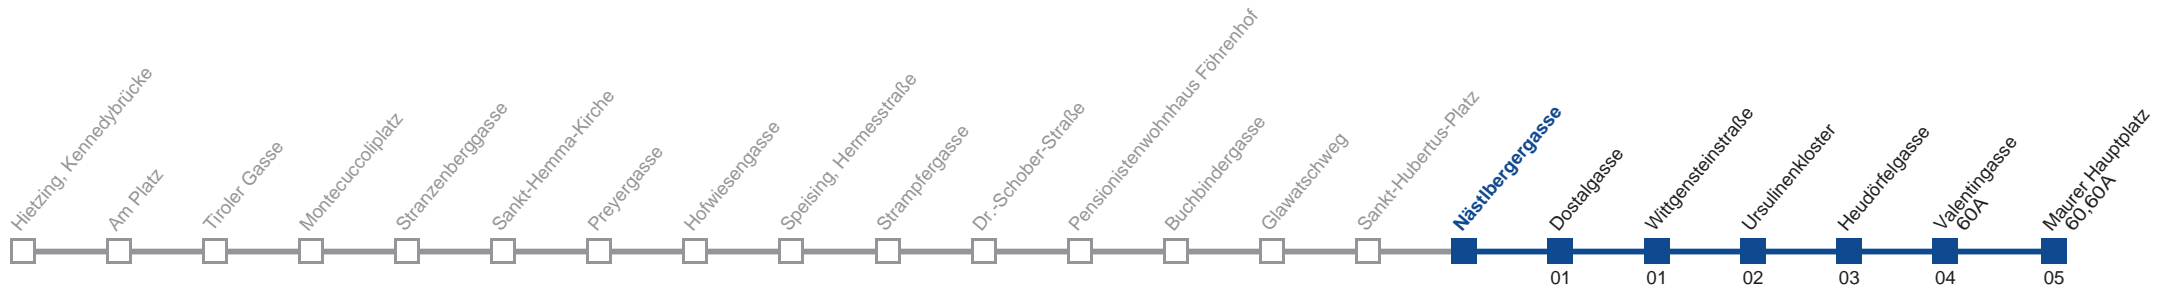 Hietzing, Kennedybrücke
Am Platz
Tiroler Gasse
Montecuccoliplatz
Stranzenberggasse
Sankt-Hemma-Kirche
Preyergasse
Hofwiesengasse
Speising, Hermesstraße
Strampfergasse
Dr.-Schober-Straße
Pensionistenwohnhaus Föhrenhof
Buchbindergasse
Glawatschweg
Sankt-Hubertus-Platz
Nästlbergergasse
Dostalgasse
Wittgensteinstraße
Ursulinenkloster
Heudörfelgasse
Valentingasse
60A
Maurer Hauptplatz
60,60A
01
01
02
03
04
05